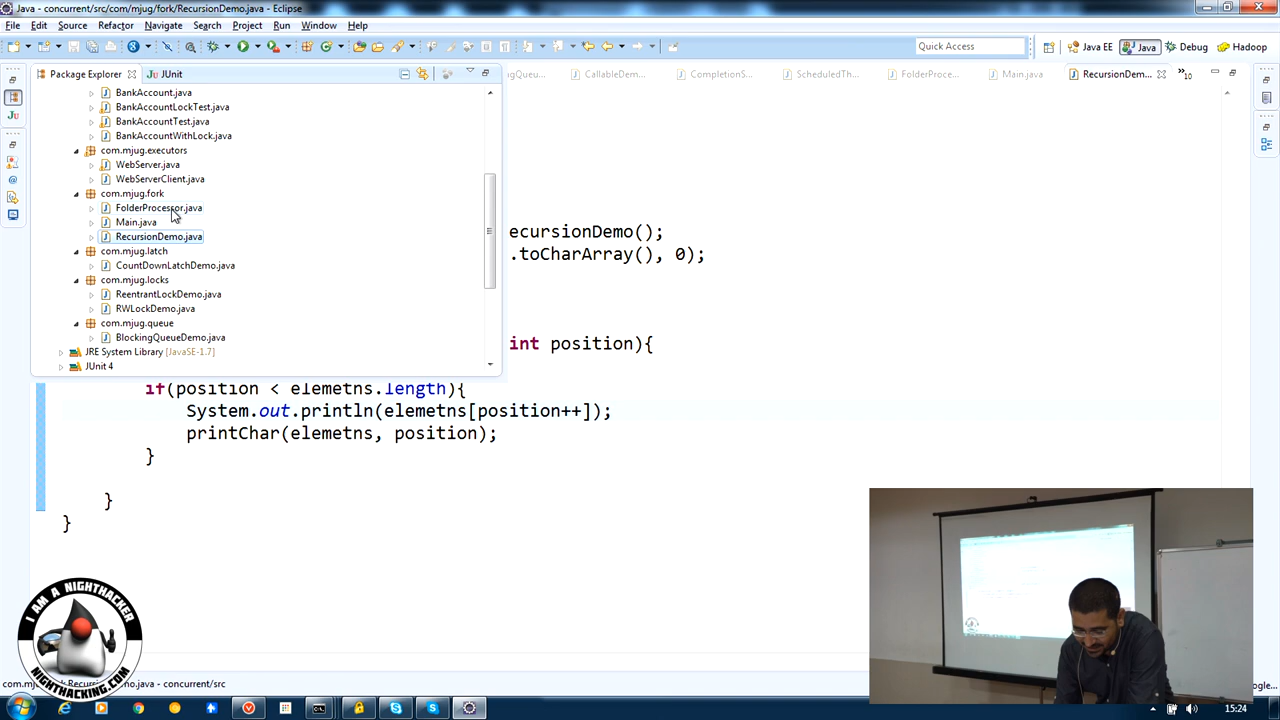 Java - concurrent/src/com/mjug/fork/RecursionDemo.java - Eclipse
File Edit Source Refactor Navigate Search Project Run Window Help
Quick Access
Java EE
Java
Debug
Hadoop
Package Explorer
JUnit
gQueu...
CallableDem...
CompletionS...
ScheduledTh...
FolderProce...
Main.java
RecursionDem...
10
BankAccount.java
BankAccountLockTest.java
BankAccountTest.java
BankAccountWithLock.java
com.mjug.executors
WebServer.java
WebServerClient.java
com.mjug.fork
FolderProcessor.java
Main.java
RecursionDemo.java
com.mjug.latch
CountDownLatchDemo.java
com.mjug.locks
ReentrantLockDemo.java
RWLockDemo.java
com.mjug.queue
BlockingQueueDemo.java
JRE System Library [JavaSE-1.7]
JUnit 4
ecursionDemo();
.toCharArray(), 0);
int position){
if(position < elemetns.length){
System.out.println(elemetns[position++]);
printChar(elemetns, position);
}
}
}
I AM A NIGHTHACKER
NIGHTHACKING.COM
emo.java - concurrent/src
ogle...
15:24